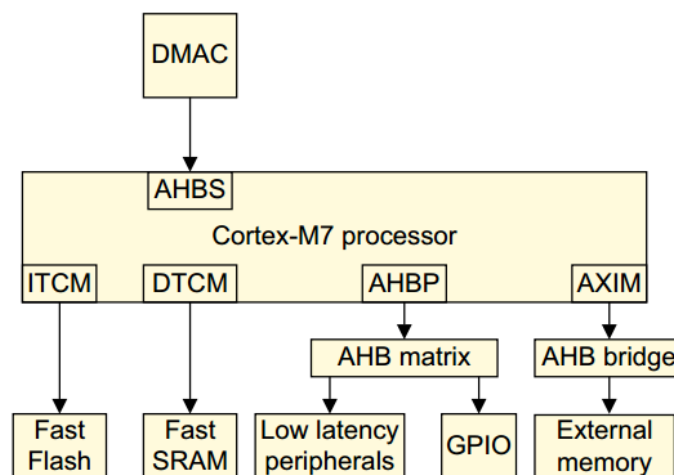 DMAC
AHBS
Cortex-M7 processor
ITCM
DTCM
AHBP
AXIM
AHB matrix
AHB bridge
Fast
Flash
Fast
SRAM
Low latency
peripherals
GPIO
External
memory